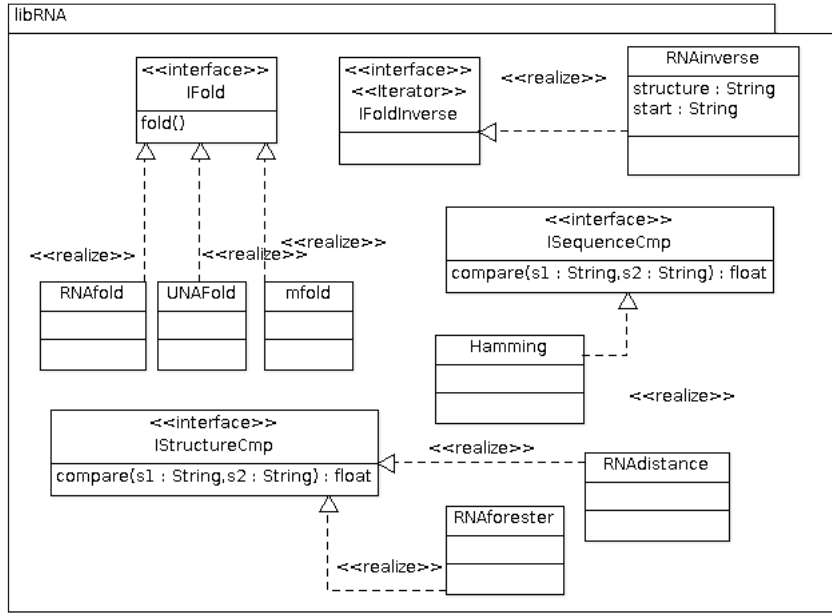 libRNA
<<interface>>
IFold
fold()
<<interface>>
<<Iterator>>
IFoldInverse
<<realize>>
RNAinverse
structure : String
start : String
<<realize>>
<<realize>>
<<realize>>
RNAfold
UNAFold
mfold
<<interface>>
ISequenceCmp
compare(s1 : String,s2 : String) : float
Hamming
<<realize>>
<<interface>>
IStructureCmp
compare(s1 : String,s2 : String) : float
<<realize>>
RNAdistance
RNAforester
<<realize>>